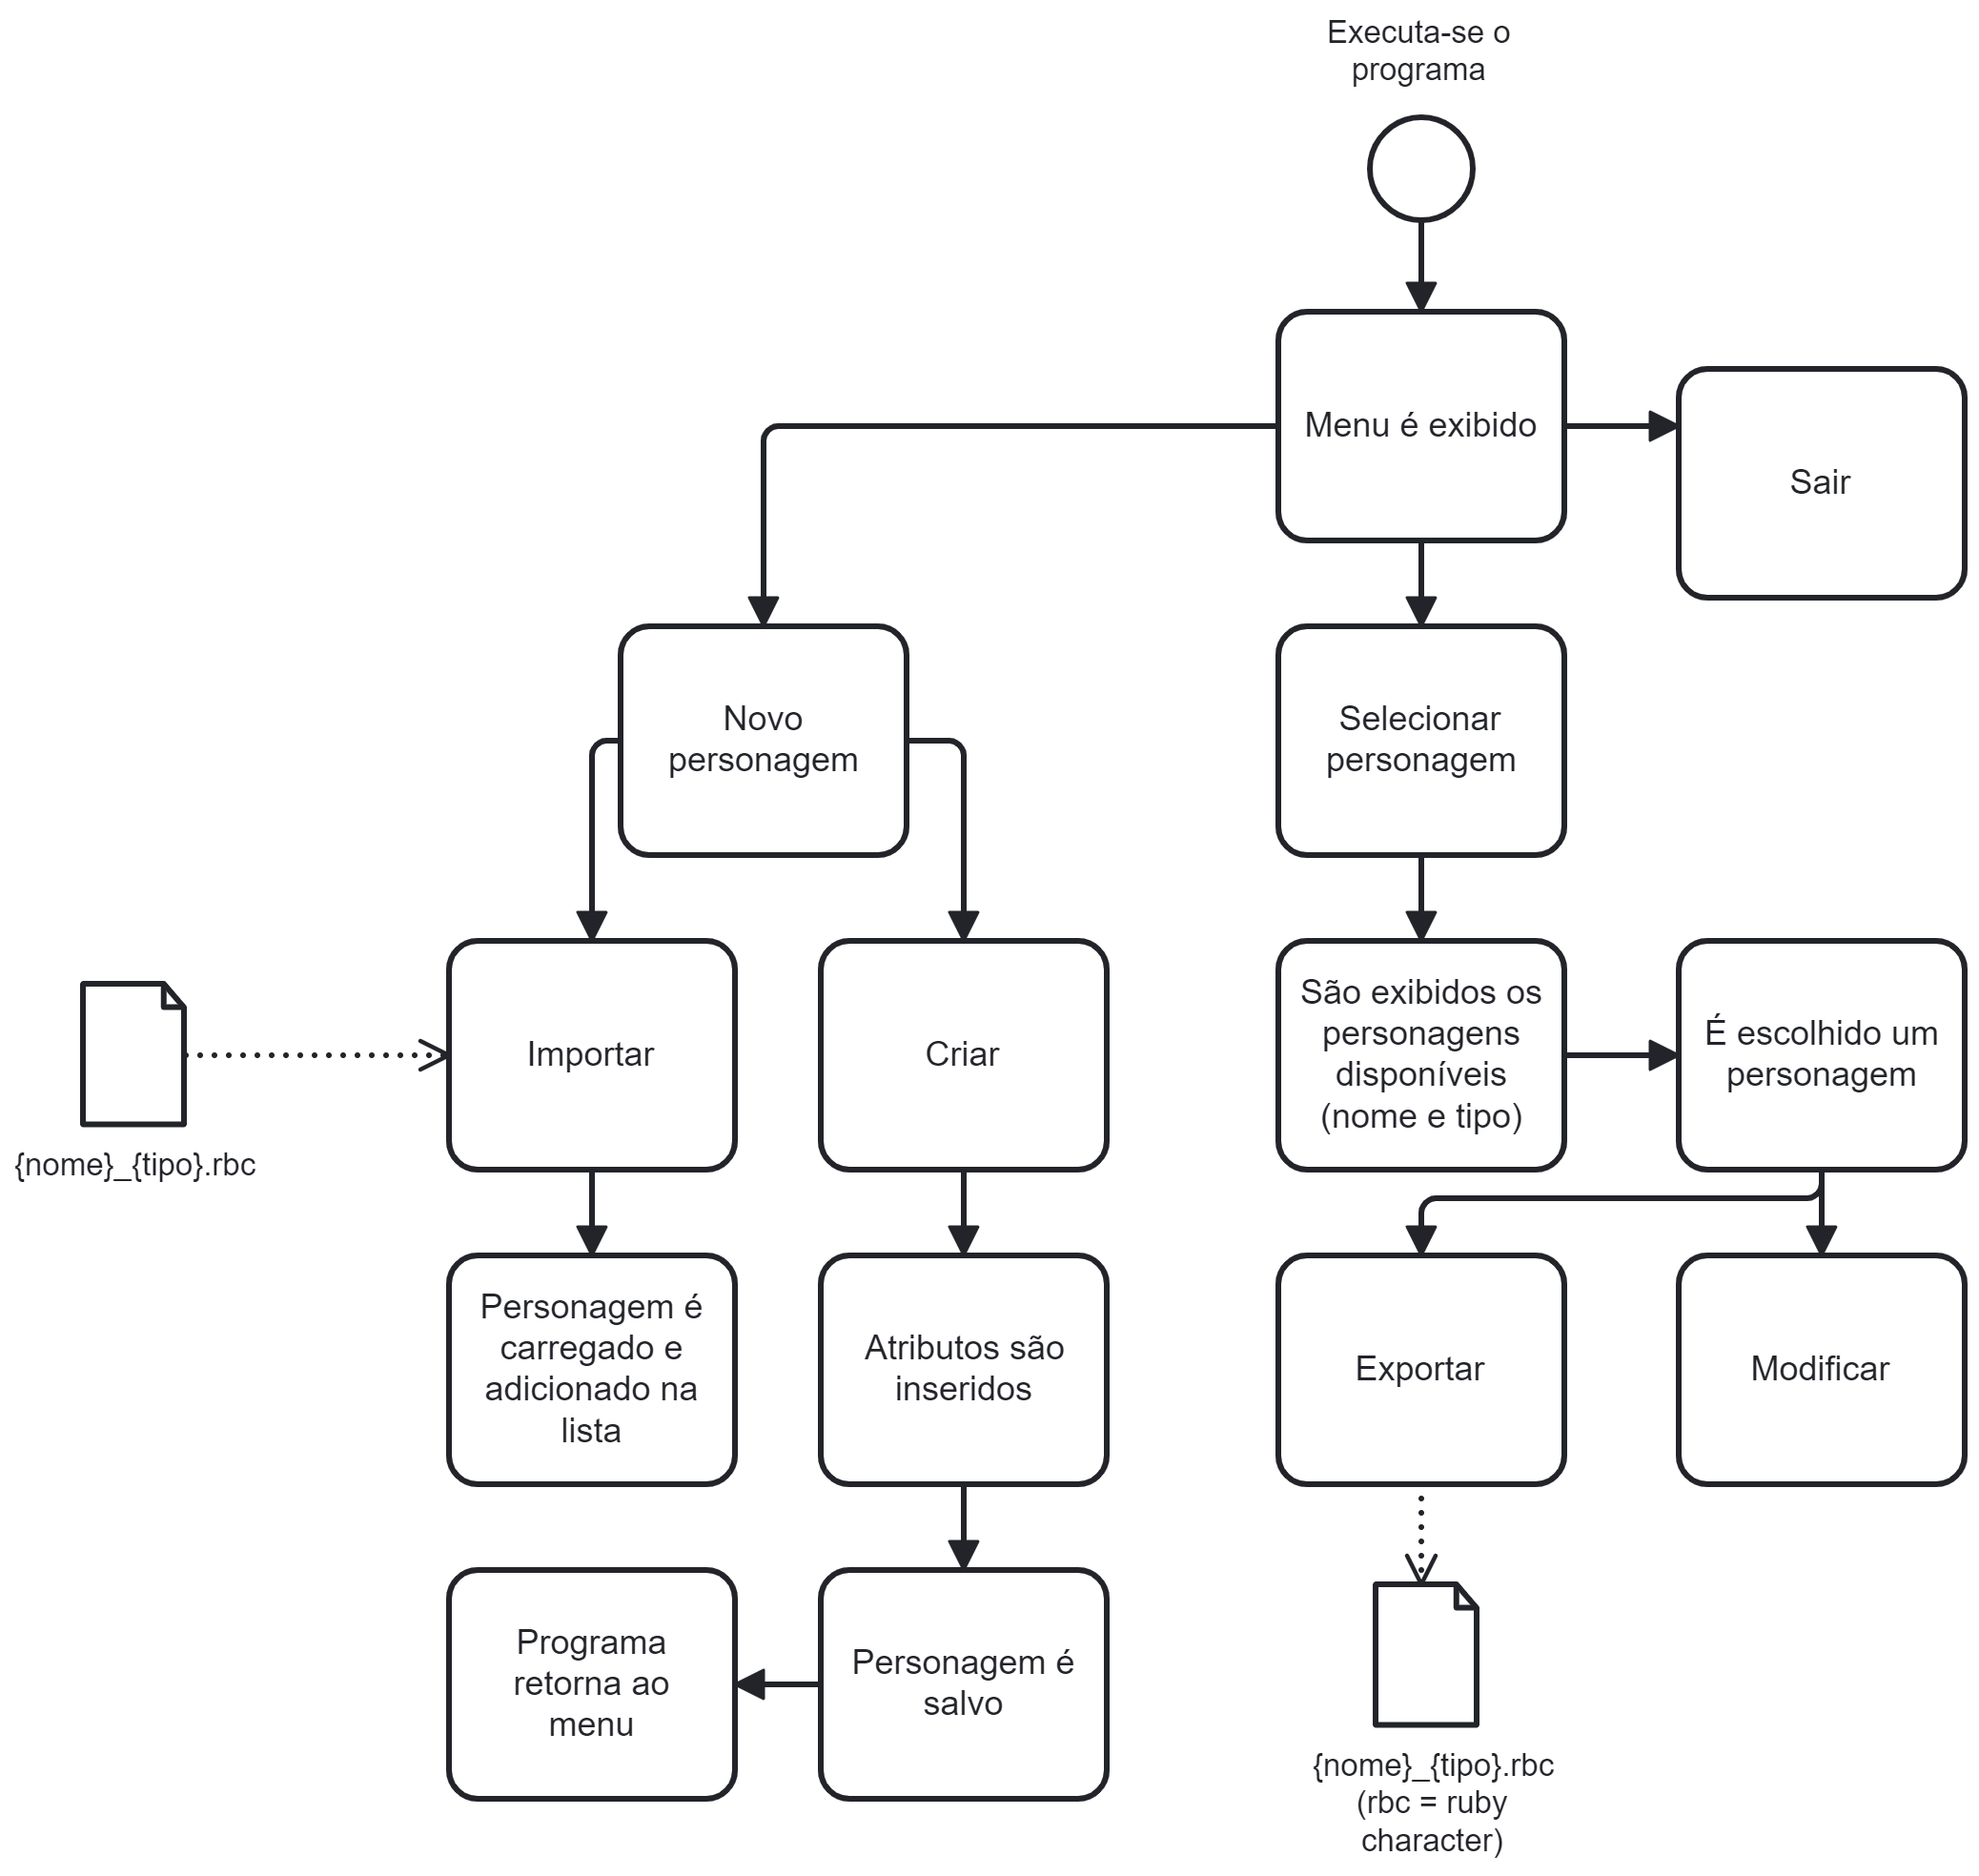 Executa-se o
programa
Menu é exibido
Sair
Novo
personagem
Selecionar
personagem
Importar
Criar
São exibidos os
personagens
disponíveis
(nome e tipo)
É escolhido um
personagem
{nome}_{tipo}.rbc
Personagem é
carregado e
adicionado na
lista
Atributos são
inseridos
Exportar
Modificar
Programa
retorna ao
menu
Personagem é
salvo
{nome}_{tipo}.rbc
(rbc = ruby
character)